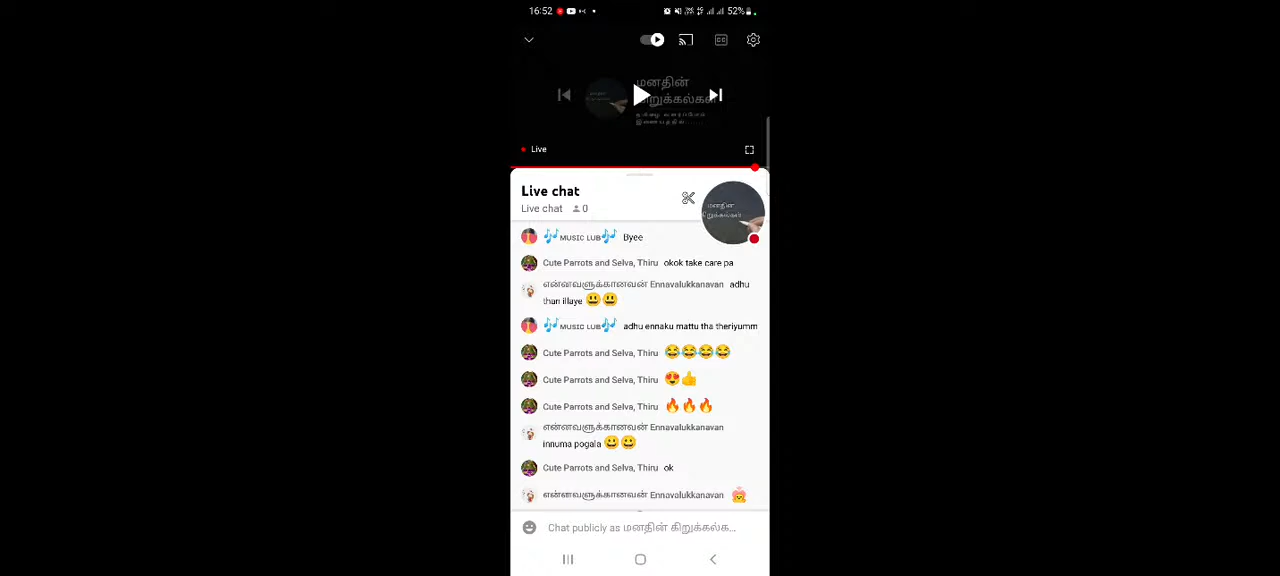 16:52
52%
மனதின்
கிறுக்கல்கள்
Live
Live chat
Live chat 0
மனதின்
கிறுக்கல்கள்
MUSIC LUB Byee
Cute Parrots and Selva, Thiru okok take care pa
என்னவளுக்கானவன் Ennavalukkanavan adhu
than illaye 😃😃
🎶MUSIC LUB🎶 adhu ennaku mattu tha theriyumm
Cute Parrots and Selva, Thiru 😂😂😂😂
Cute Parrots and Selva, Thiru 😍👍
Cute Parrots and Selva, Thiru 🔥🔥🔥
என்னவளுக்கானவன் Ennavalukkanavan
innuma pogala 😀😀
Cute Parrots and Selva, Thiru ok
என்னவளுக்கானவன் Ennavalukkanavan
Chat publicly as மனதின் கிறுக்கல்க...